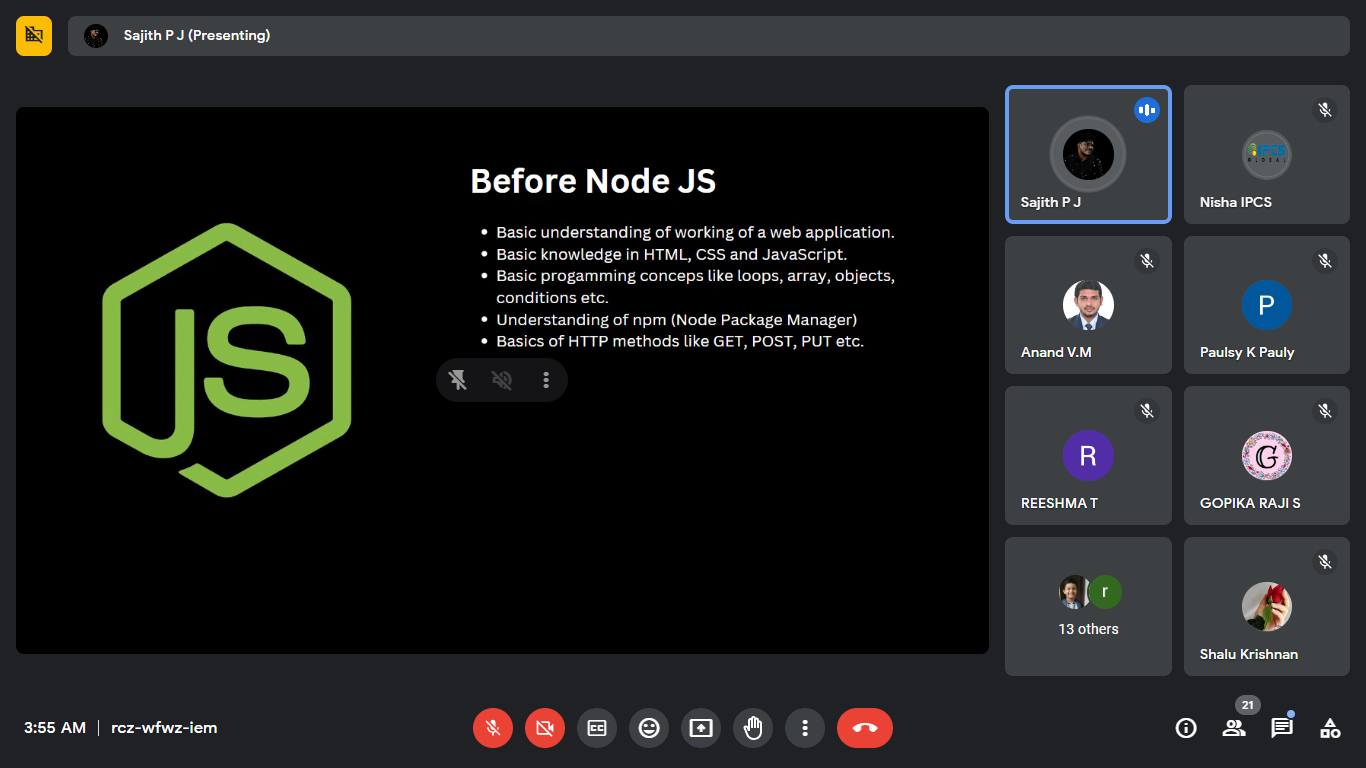 Sajith P J (Presenting)
Before Node JS
• Basic understanding of working of a web application.
• Basic knowledge in HTML, CSS and JavaScript.
• Basic progamming conceps like loops, array, objects,
conditions etc.
• Understanding of npm (Node Package Manager)
• Basics of HTTP methods like GET, POST, PUT etc.
JS
Sajith P J
IPCS
GLOBAL
Nisha IPCS
Anand V.M
P
Paulsy K Pauly
R
REESHMA T
G
GOPIKA RAJI S
r
13 others
Shalu Krishnan
3:55 AM | rcz-wfwz-iem
CC
21